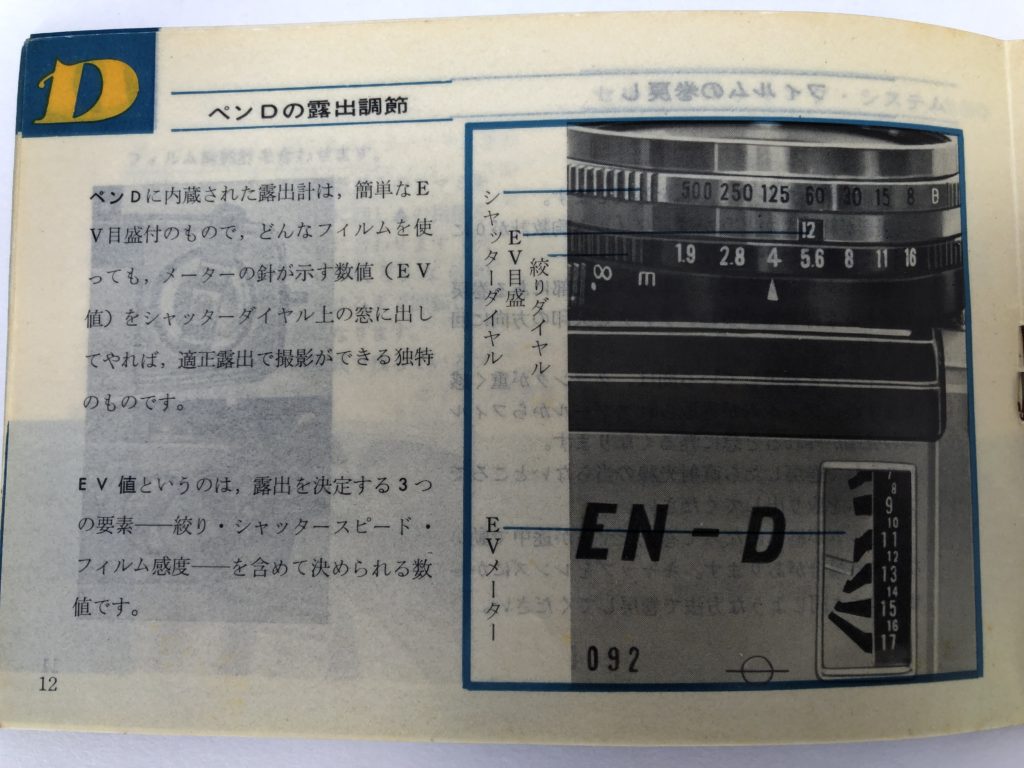 D
ペンDの露出調節
ペンDに内蔵された露出計は，簡単なE
V目盛付のもので，どんなフィルムを使
っても，メーターの針が示す数値（EV
値）をシャッターダイヤル上の窓に出し
てやれば，適正露出で撮影ができる独特
のものです。
EV値というのは，露出を決定する3つ
の要素——絞り・シャッタースピード・
フィルム感度——を含めて決められる数
値です。
12
シャッターダイヤル
EV目盛
絞りダイヤル
EVメーター
500 250 125 60 30 15 8 B
12
1.9 2.8 4 5.6 8 11 16
∞ m
EN-D
092
7
8
9
10
11
12
13
14
15
16
17
11